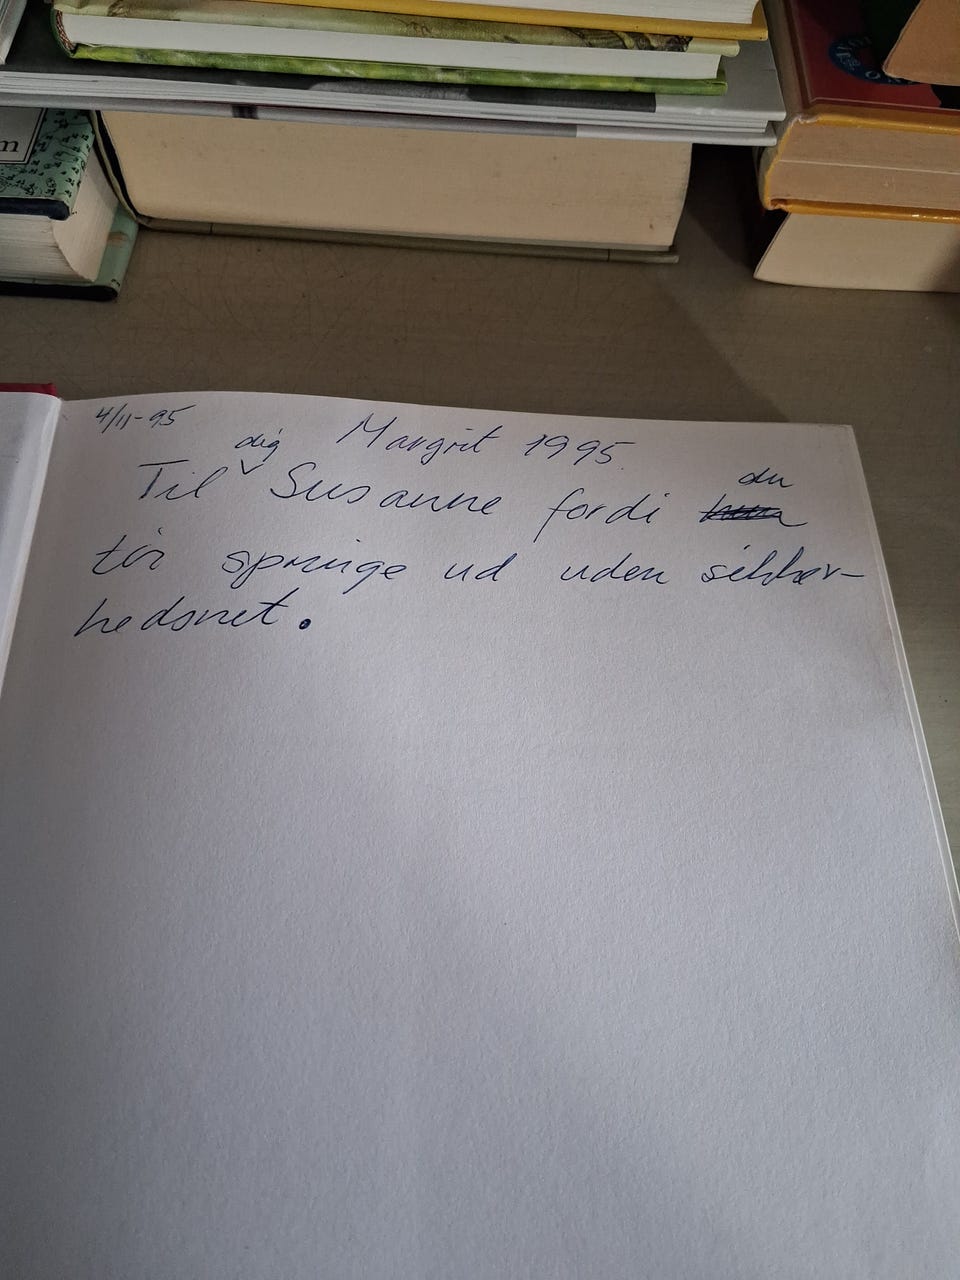 m
4/11-95
Margrit 1995.
dig
du
Til Susanne fordi
tør springe ud uden sikker-
hedsnet.